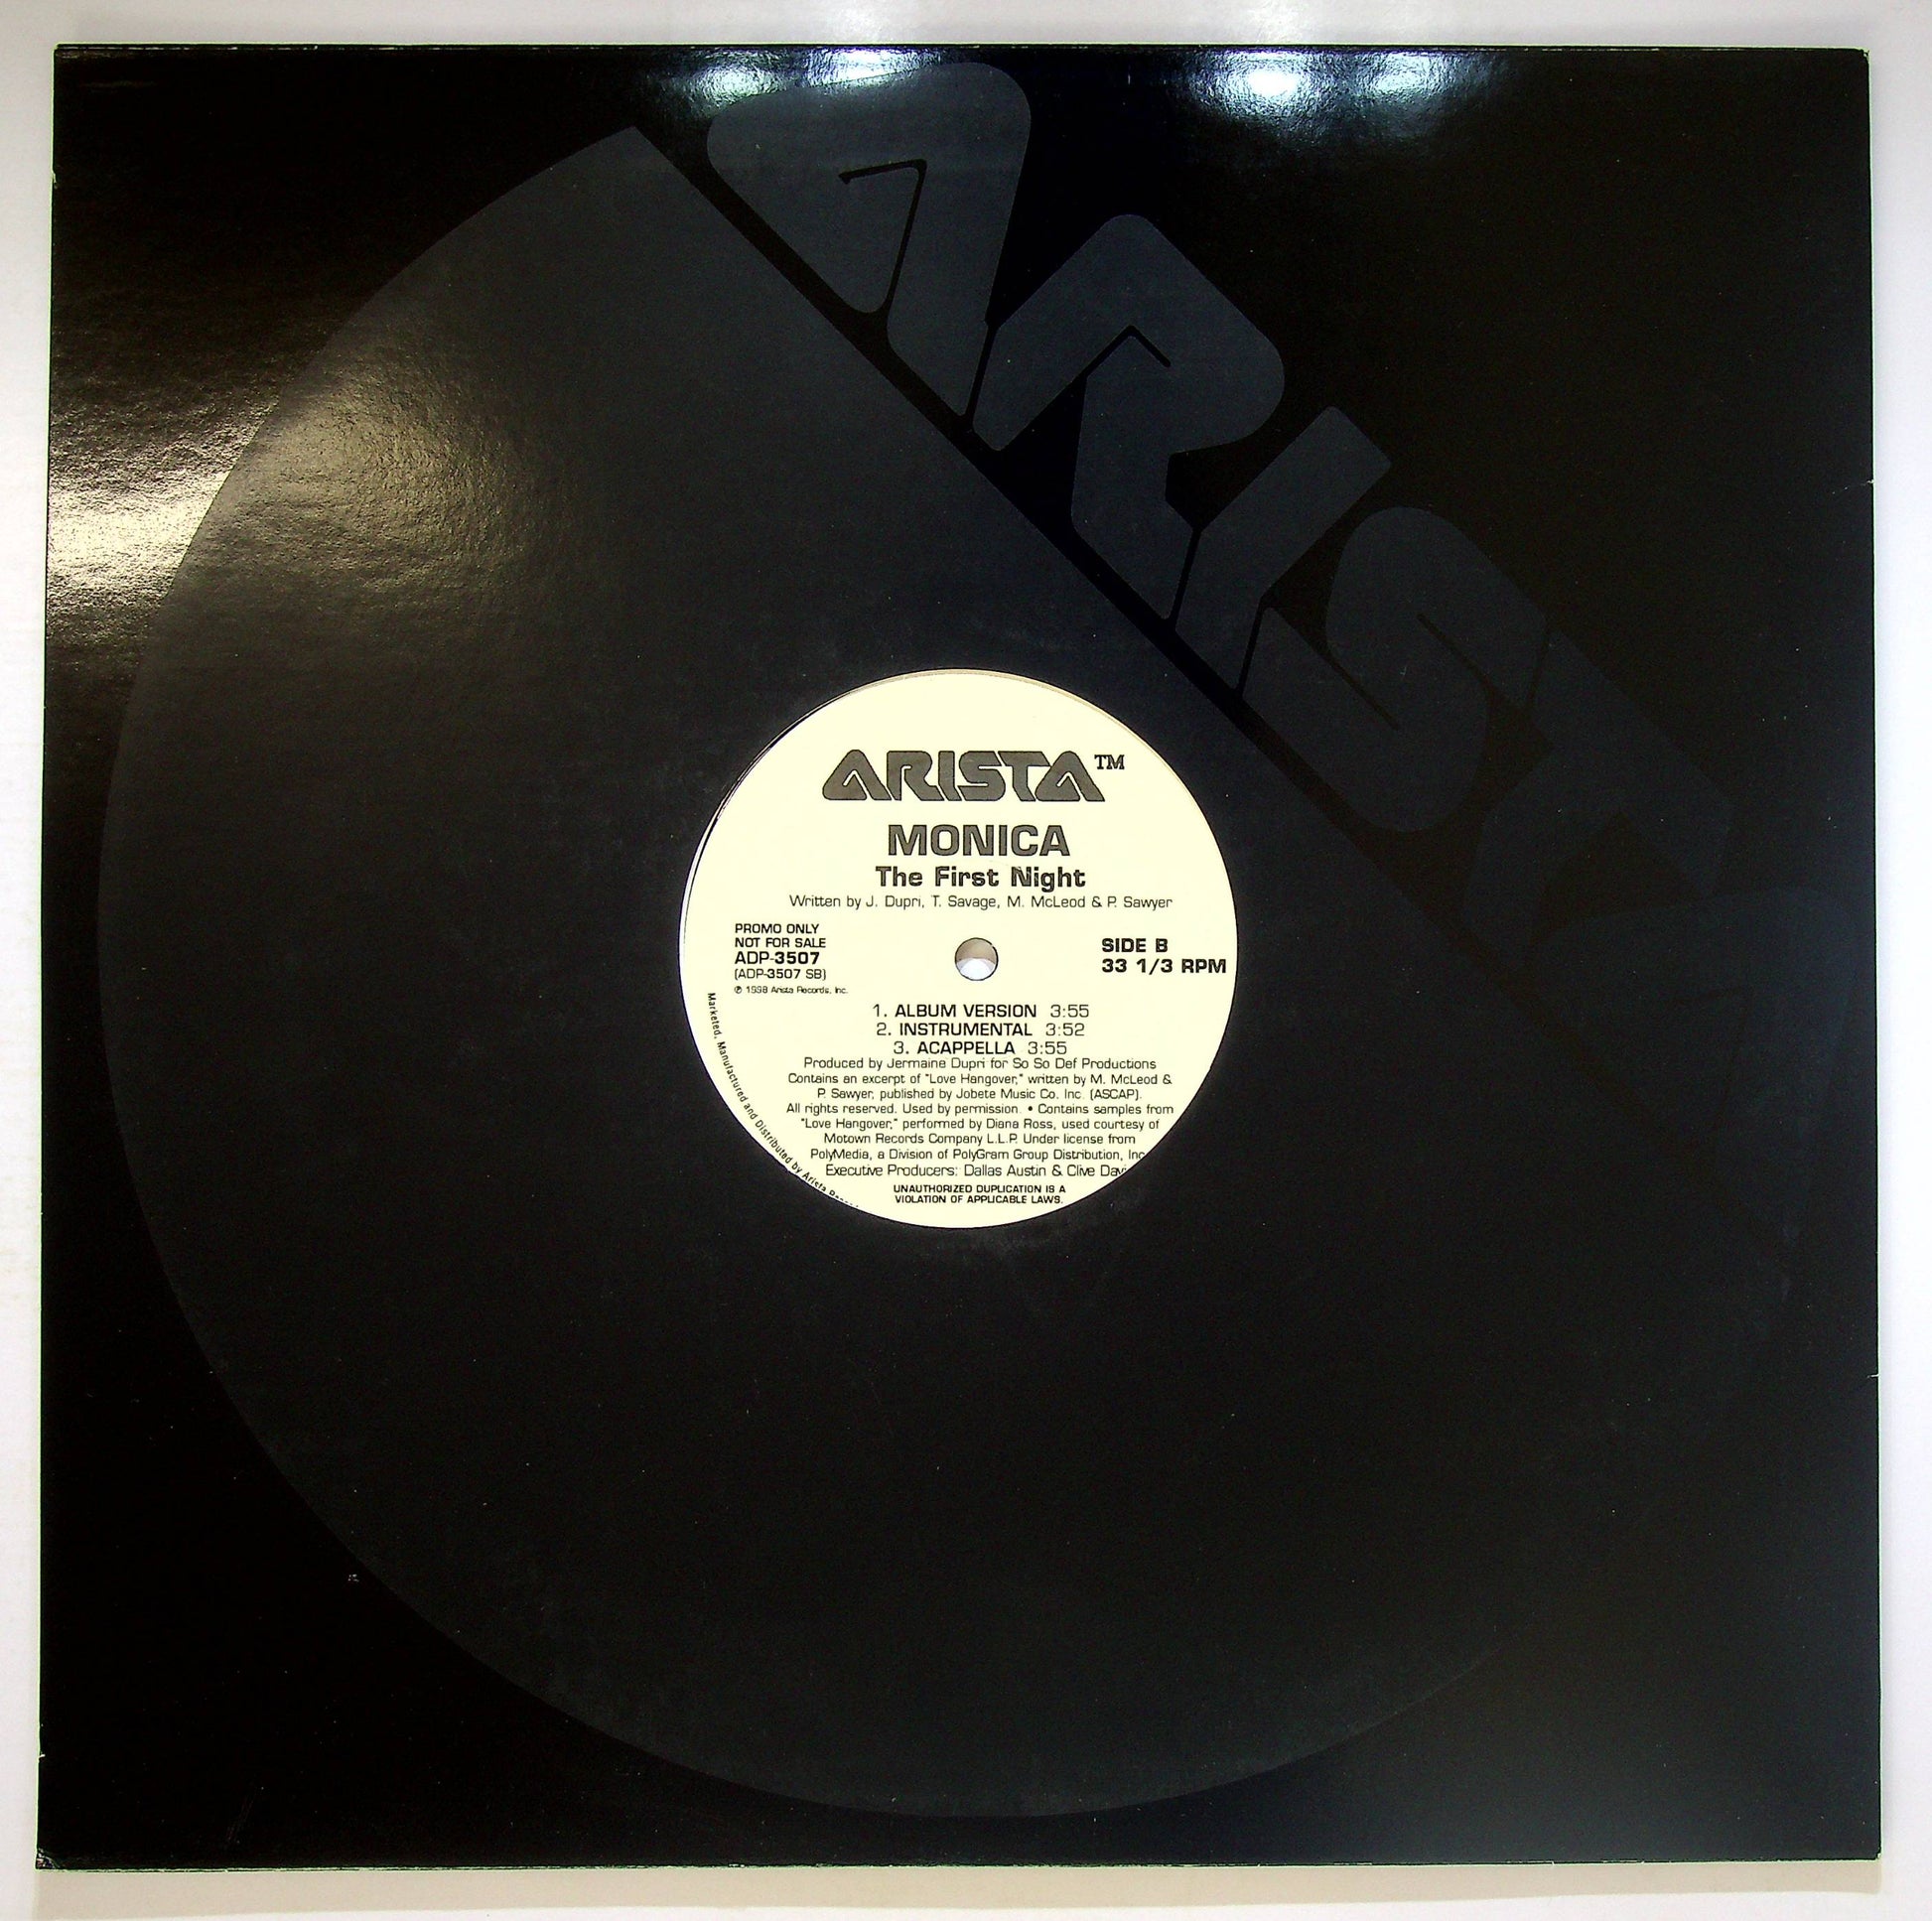 ARISTA
ARISTA™
MONICA
The First Night
Written by J. Dupri, T. Savage, M. McLeod & P. Sawyer
PROMO ONLY
NOT FOR SALE
ADP-3507
(ADP-3507 SB)
℗ 1998 Arista Records, Inc.
SIDE B
33 1/3 RPM
1. ALBUM VERSION 3:55
2. INSTRUMENTAL 3:52
3. ACAPPELLA 3:55
Produced by Jermaine Dupri for So So Def Productions
Contains an excerpt of "Love Hangover," written by M. McLeod &
P. Sawyer, published by Jobete Music Co. Inc. (ASCAP).
All rights reserved. Used by permission. • Contains samples from
"Love Hangover," performed by Diana Ross, used courtesy of
Motown Records Company L.L.P. Under license from
PolyMedia, a Division of PolyGram Group Distribution, Inc
Executive Producers: Dallas Austin & Clive Davi
UNAUTHORIZED DUPLICATION IS A
VIOLATION OF APPLICABLE LAWS.
Marketed, Manufactured and Distributed by Arista